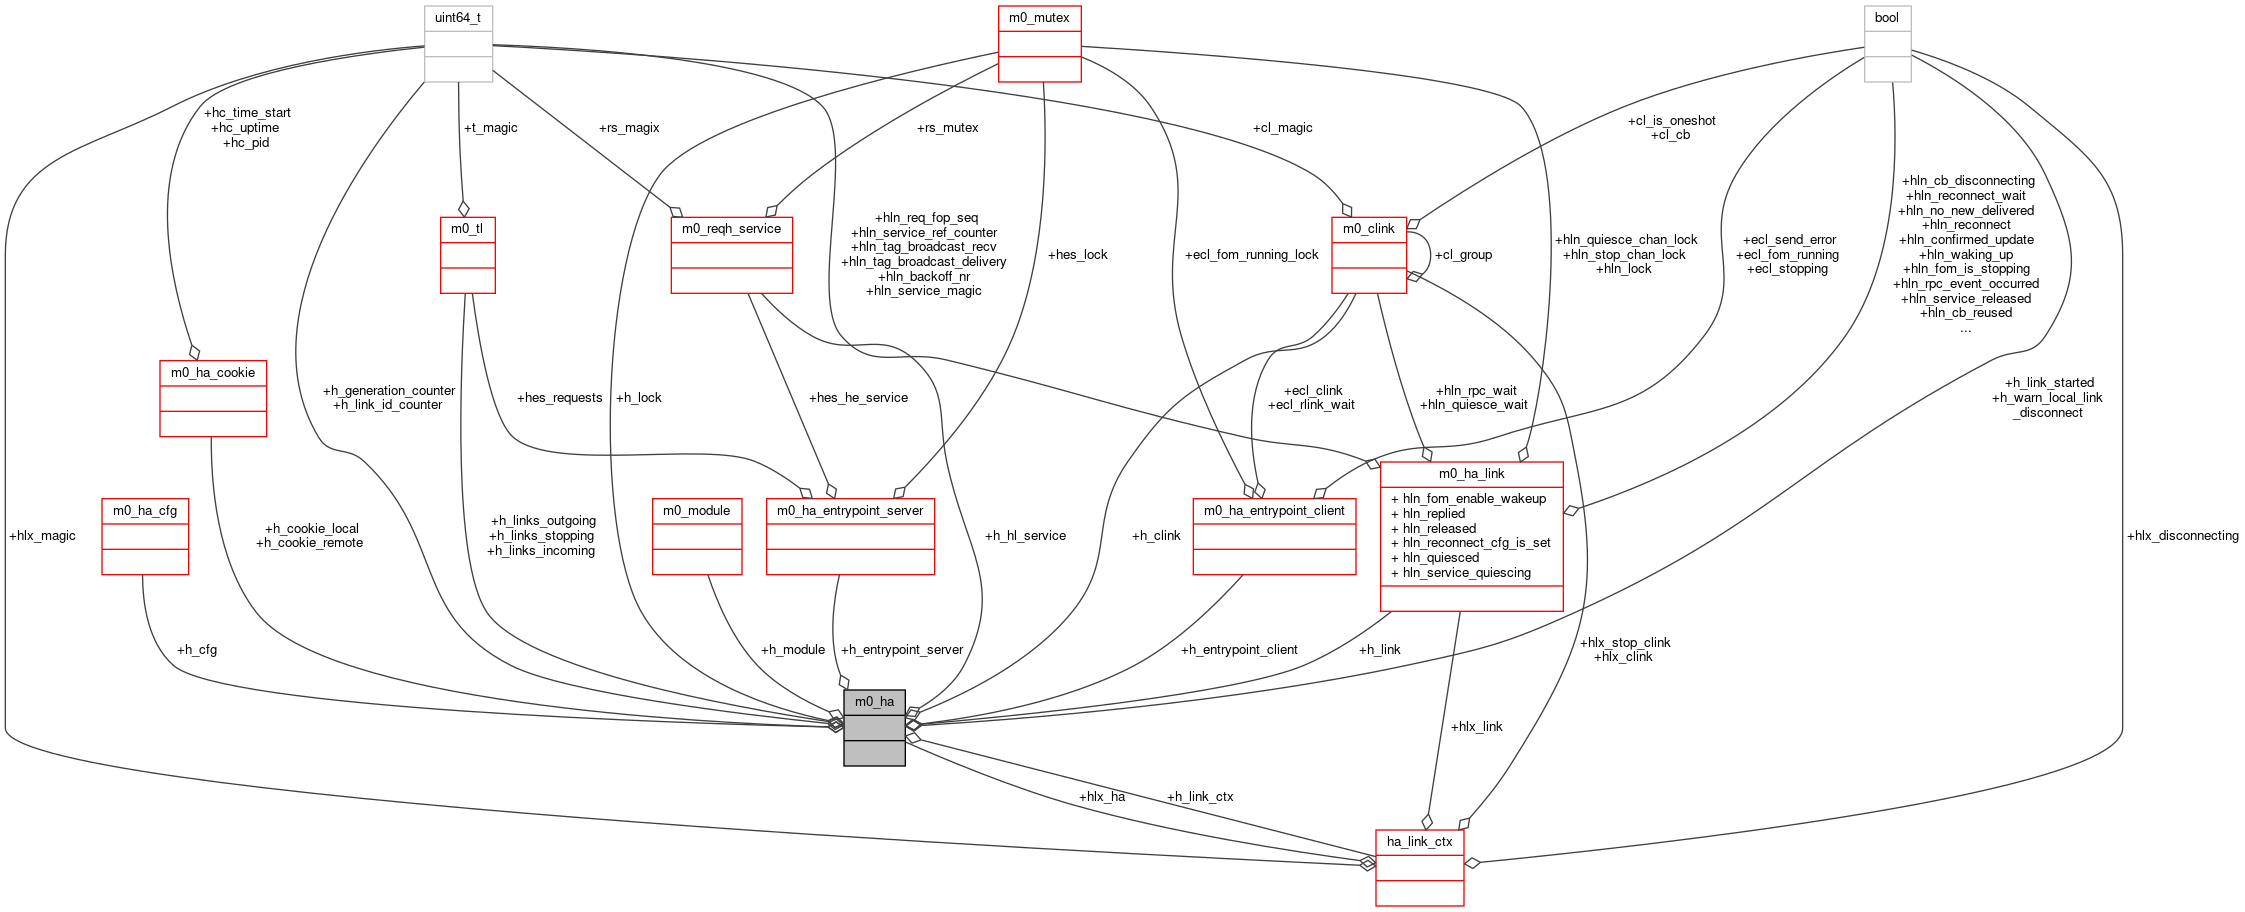 uint64_t
m0_mutex
bool
+hc_time_start
+hc_uptime
+hc_pid
+t_magic
+rs_magix
+rs_mutex
+cl_magic
+cl_is_oneshot
+cl_cb
m0_tl
m0_reqh_service
+hln_req_fop_seq
+hln_service_ref_counter
+hln_tag_broadcast_recv
+hln_tag_broadcast_delivery
+hln_backoff_nr
+hln_service_magic
+hes_lock
+ecl_fom_running_lock
m0_clink
+cl_group
+hln_quiesce_chan_lock
+hln_stop_chan_lock
+hln_lock
+ecl_send_error
+ecl_fom_running
+ecl_stopping
+hln_cb_disconnecting
+hln_reconnect_wait
+hln_no_new_delivered
+hln_reconnect
+hln_confirmed_update
+hln_waking_up
+hln_fom_is_stopping
+hln_rpc_event_occurred
+hln_service_released
+hln_cb_reused
...
m0_ha_cookie
+h_generation_counter
+h_link_id_counter
+hes_requests
+h_lock
+hes_he_service
+ecl_clink
+ecl_rlink_wait
+hln_rpc_wait
+hln_quiesce_wait
+h_link_started
+h_warn_local_link
_disconnect
+hlx_magic
m0_ha_cfg
+h_cookie_local
+h_cookie_remote
+h_links_outgoing
+h_links_stopping
+h_links_incoming
m0_module
m0_ha_entrypoint_server
+h_hl_service
+h_clink
m0_ha_entrypoint_client
m0_ha_link
+ hln_fom_enable_wakeup
+ hln_replied
+ hln_released
+ hln_reconnect_cfg_is_set
+ hln_quiesced
+ hln_service_quiescing
+hlx_disconnecting
+h_cfg
+h_module
+h_entrypoint_server
+h_entrypoint_client
+h_link
+hlx_stop_clink
+hlx_clink
m0_ha
+hlx_link
+hlx_ha
+h_link_ctx
ha_link_ctx